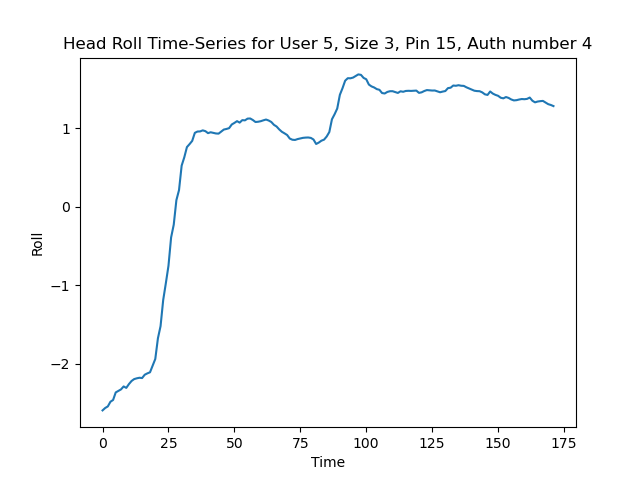 Head Roll Time-Series for User 5, Size 3, Pin 15, Auth number 4
1
0
−1
−2
Roll
0 25 50 75 100 125 150 175
Time